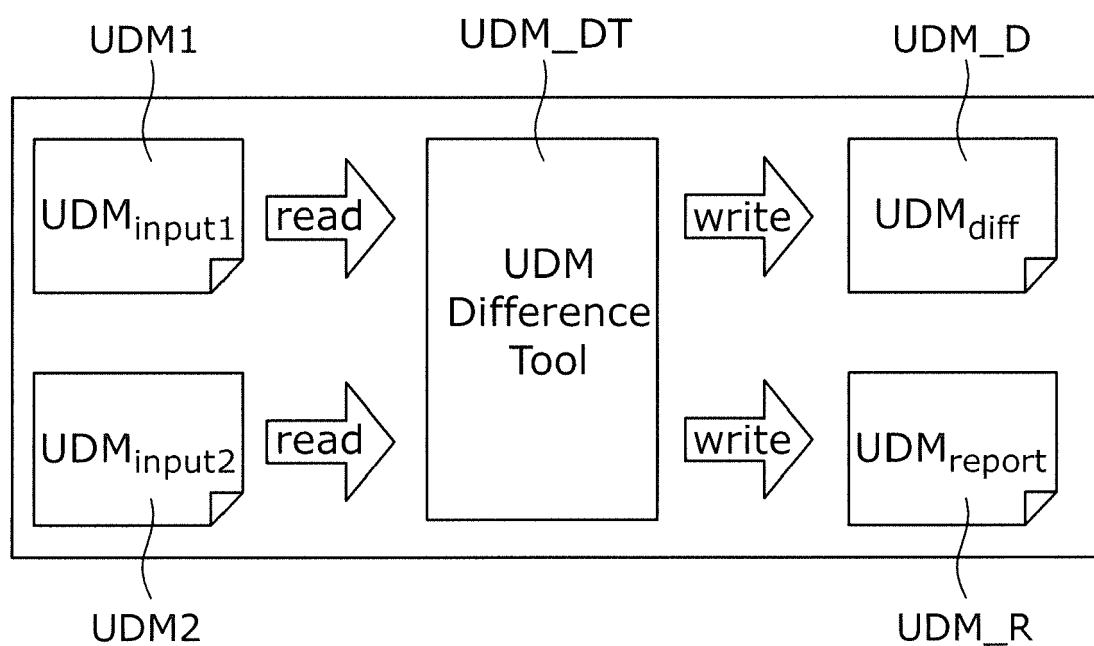 UDM1
UDM_DT
UDM_D
UDMinput1
read
UDM
Difference
Tool
write
UDMdiff
UDMinput2
read
write
UDMreport
UDM2
UDM_R